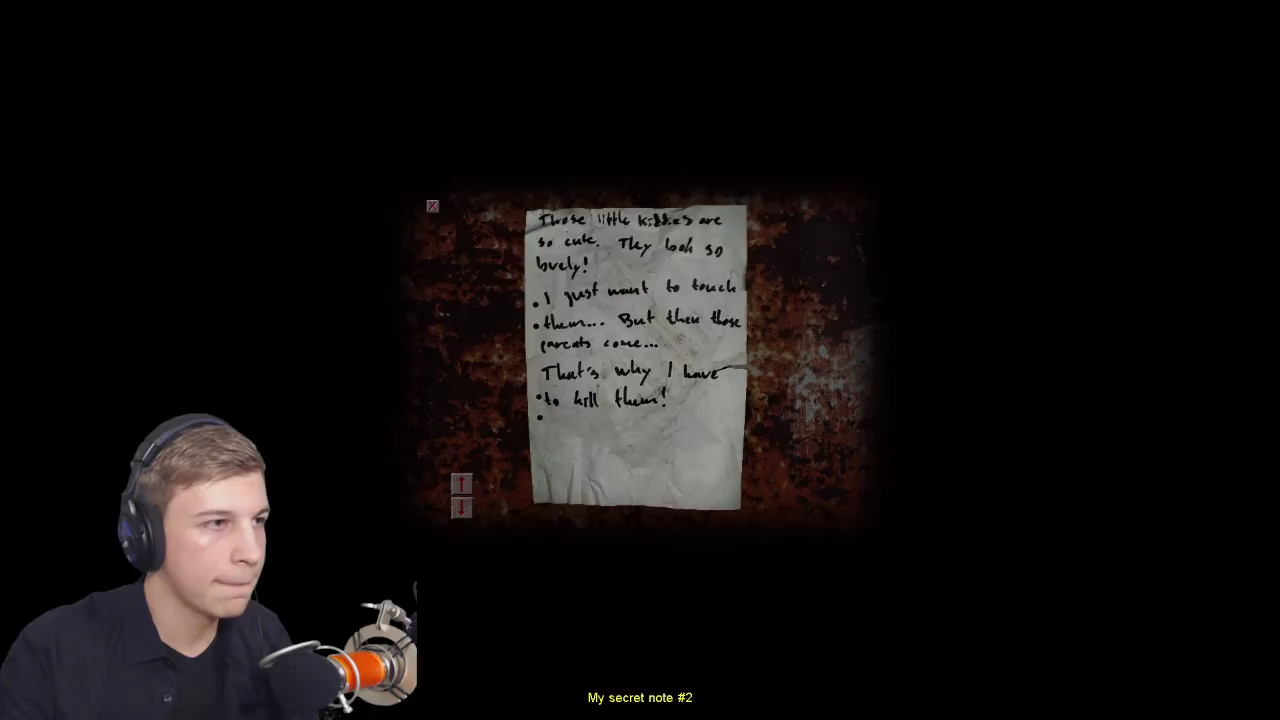 Those little kitties are
so cute. They look so
lovely!
I just want to touch
them... But then those
parents come...
That's why I have
to kill them!
My secret note #2